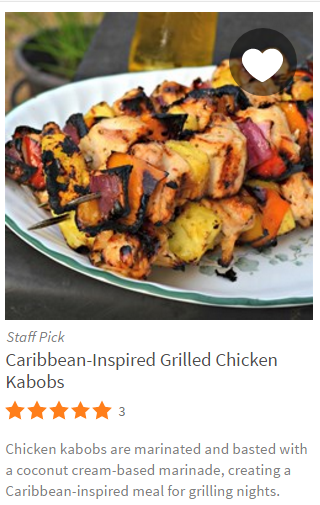 Staff Pick
Caribbean-Inspired Grilled Chicken
Kabobs
3
Chicken kabobs are marinated and basted with
a coconut cream-based marinade, creating a
Caribbean-inspired meal for grilling nights.